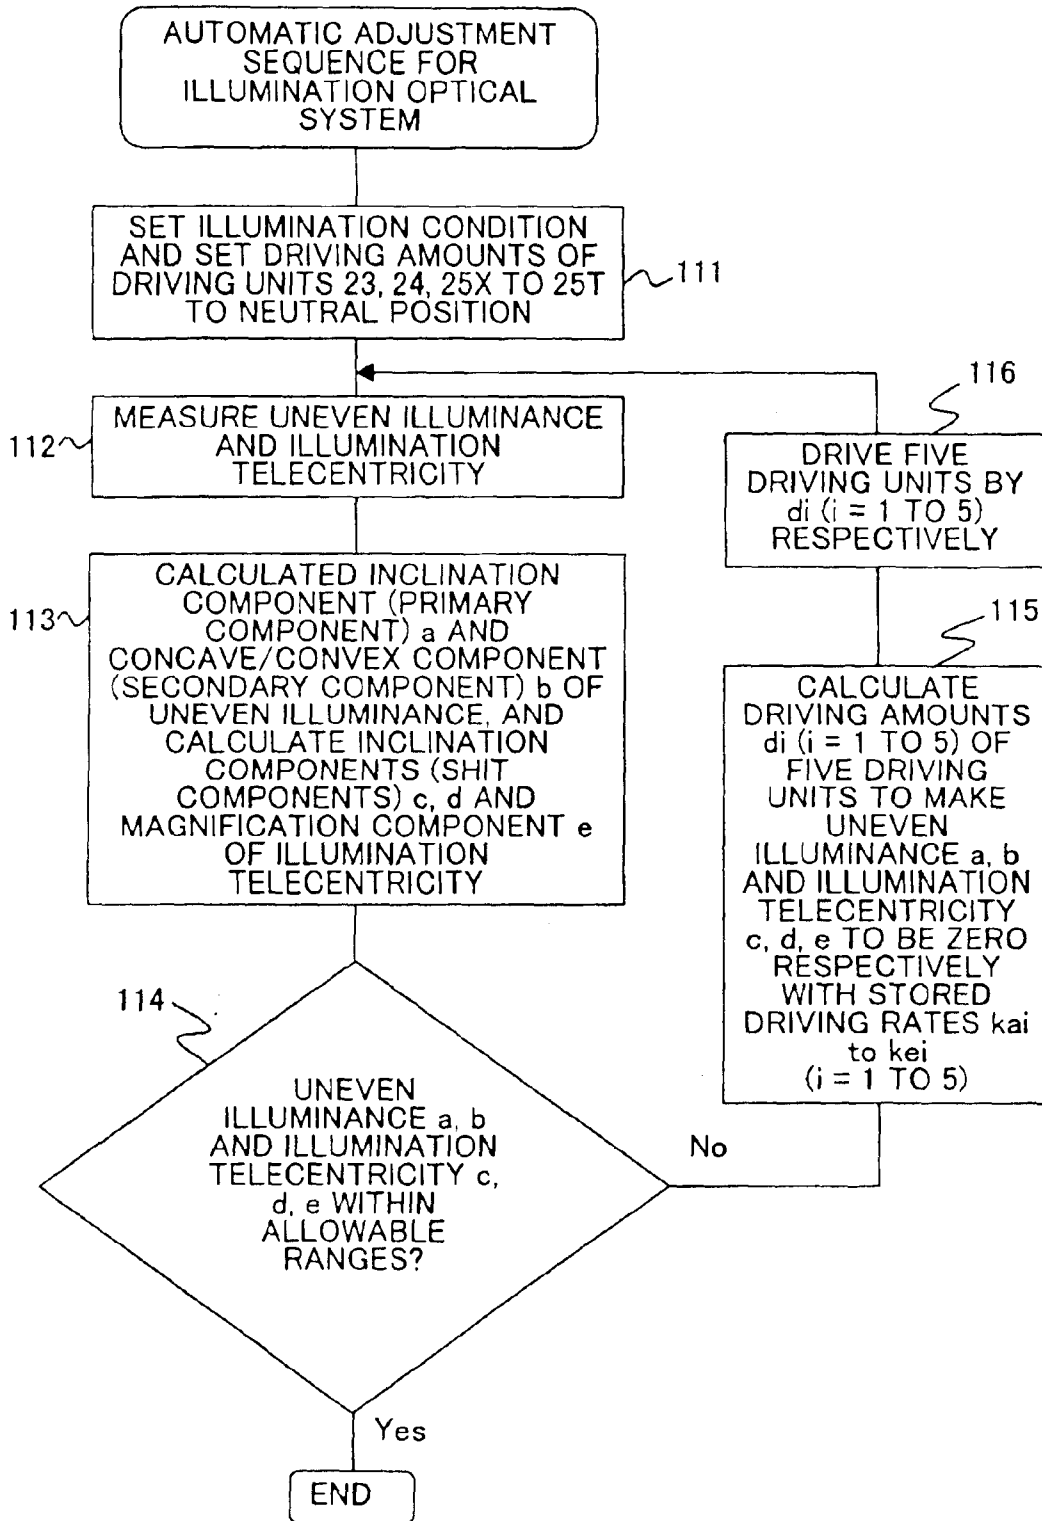 AUTOMATIC ADJUSTMENT
SEQUENCE FOR
ILLUMINATION OPTICAL
SYSTEM
SET ILLUMINATION CONDITION
AND SET DRIVING AMOUNTS OF
DRIVING UNITS 23, 24, 25X TO 25T
TO NEUTRAL POSITION
111
112
MEASURE UNEVEN ILLUMINANCE
AND ILLUMINATION
TELECENTRICITY
113
CALCULATED INCLINATION
COMPONENT (PRIMARY
COMPONENT) a AND
CONCAVE/CONVEX COMPONENT
(SECONDARY COMPONENT) b OF
UNEVEN ILLUMINANCE, AND
CALCULATE INCLINATION
COMPONENTS (SHIT
COMPONENTS) c, d AND
MAGNIFICATION COMPONENT e
OF ILLUMINATION
TELECENTRICITY
114
UNEVEN
ILLUMINANCE a, b
AND ILLUMINATION
TELECENTRICITY c,
d, e WITHIN
ALLOWABLE
RANGES?
No
Yes
END
115
CALCULATE
DRIVING AMOUNTS
di (i = 1 TO 5) OF
FIVE DRIVING
UNITS TO MAKE
UNEVEN
ILLUMINANCE a, b
AND ILLUMINATION
TELECENTRICITY
c, d, e TO BE ZERO
RESPECTIVELY
WITH STORED
DRIVING RATES kai
to kei
(i = 1 TO 5)
116
DRIVE FIVE
DRIVING UNITS BY
di (i = 1 TO 5)
RESPECTIVELY